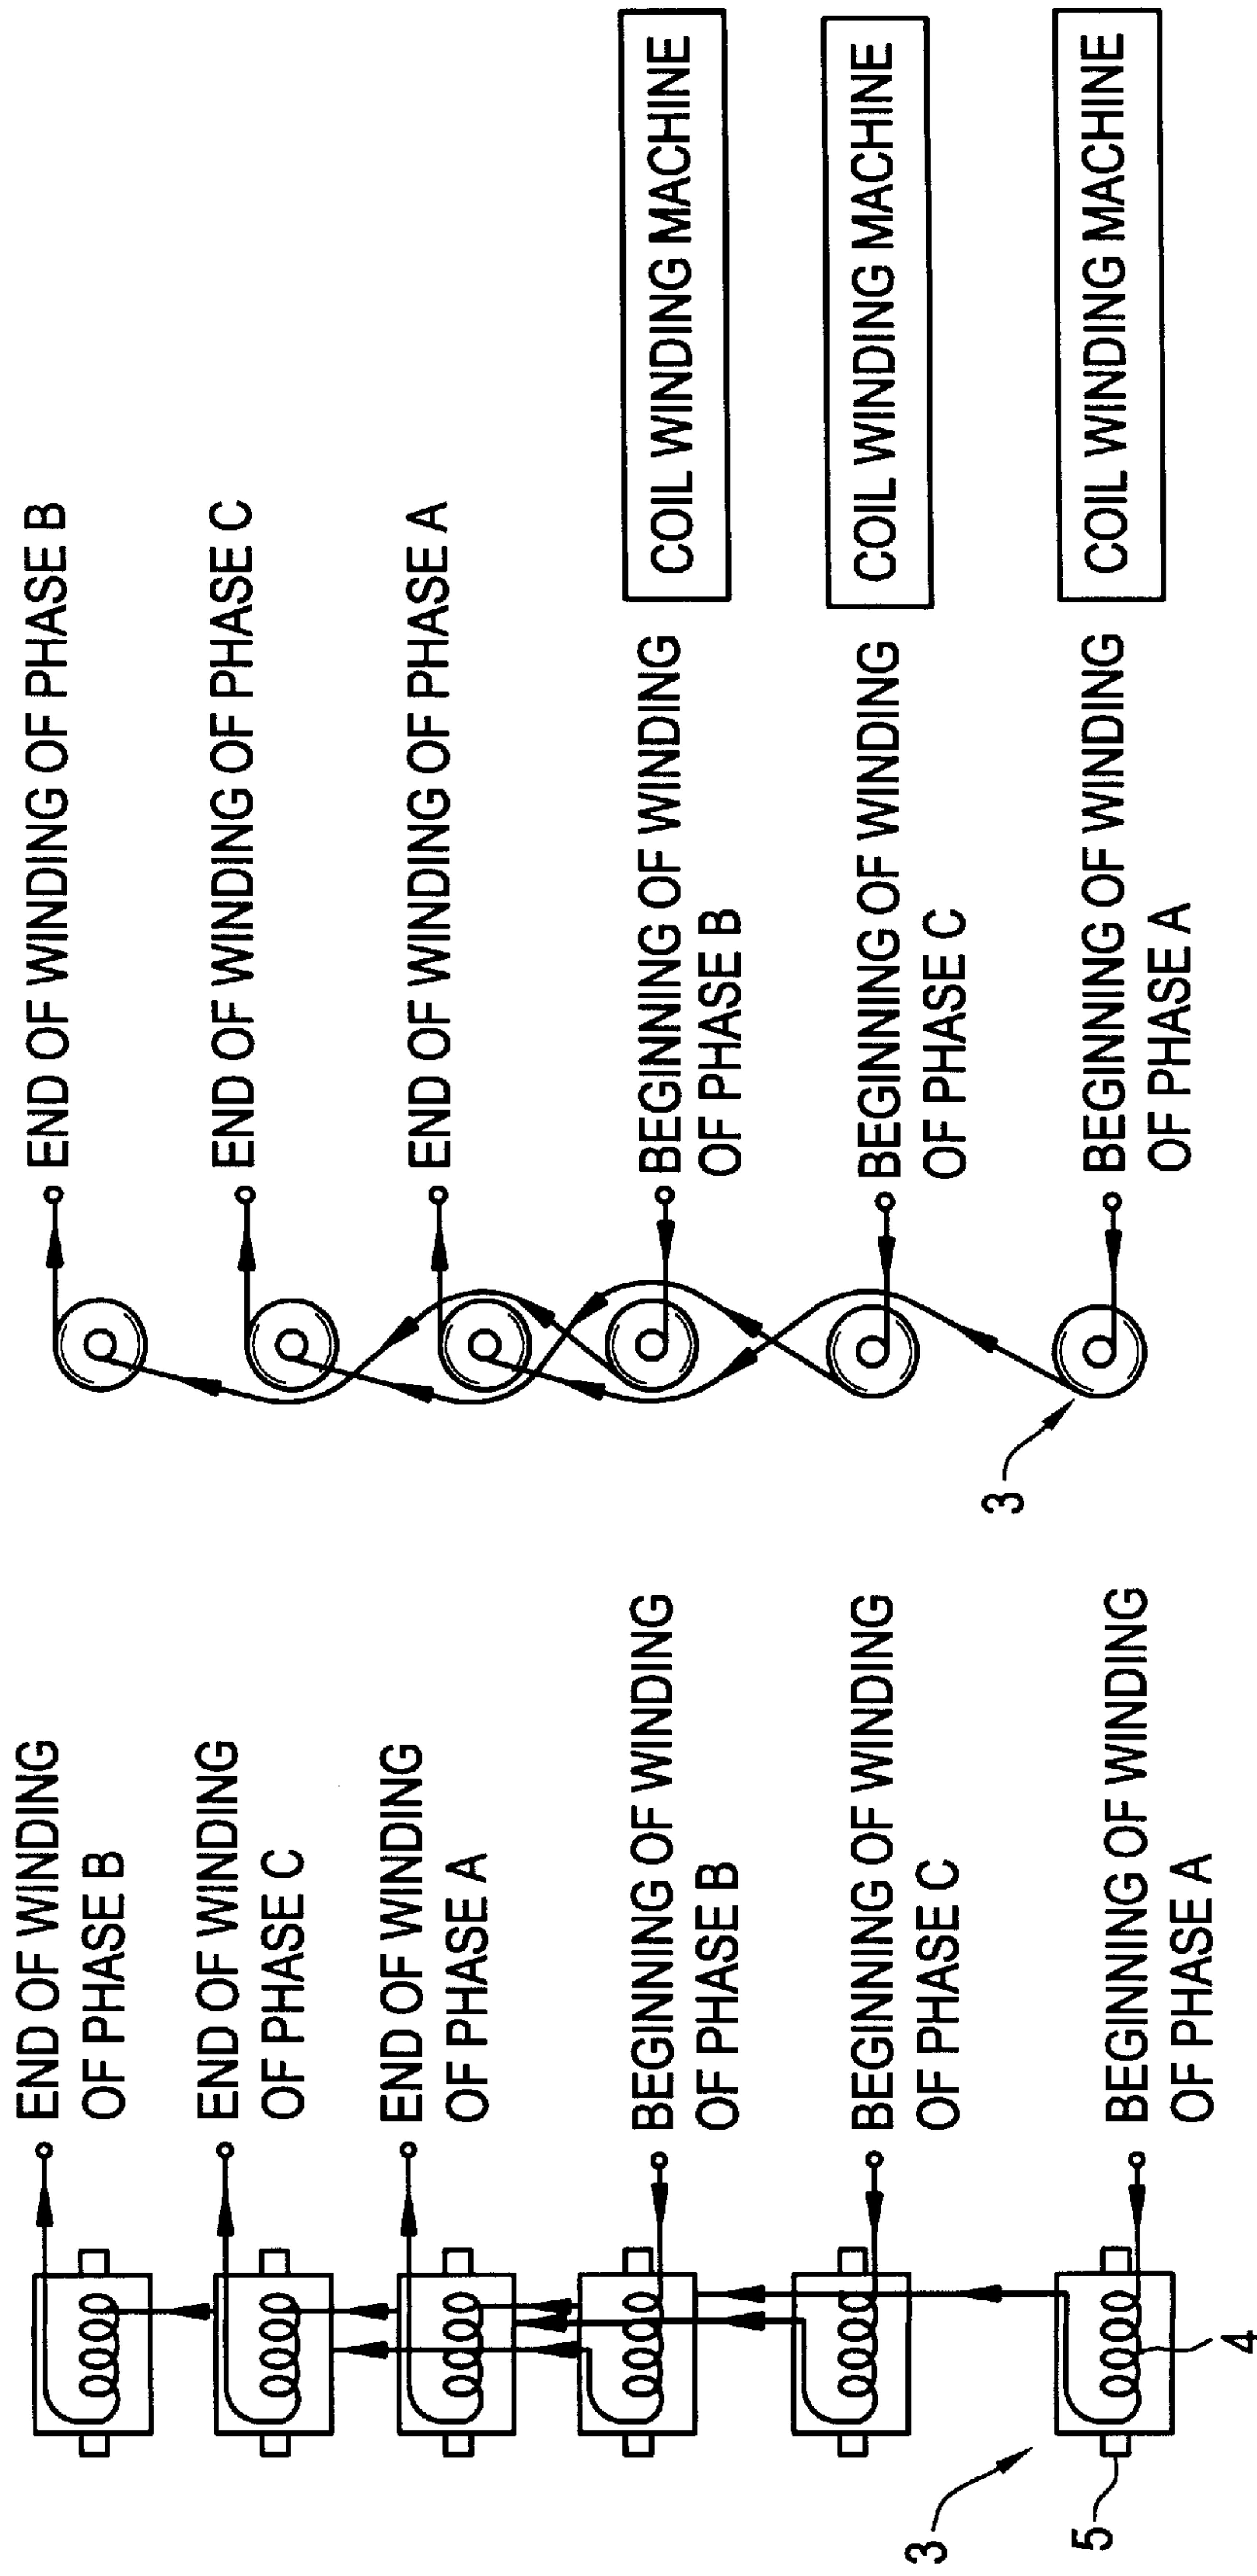 END OF WINDING OF PHASE B
END OF WINDING OF PHASE C
END OF WINDING OF PHASE A
BEGINNING OF WINDING
OF PHASE B
COIL WINDING MACHINE
BEGINNING OF WINDING
OF PHASE C
COIL WINDING MACHINE
BEGINNING OF WINDING
OF PHASE A
COIL WINDING MACHINE
3
END OF WINDING
OF PHASE B
END OF WINDING
OF PHASE C
END OF WINDING
OF PHASE A
BEGINNING OF WINDING
OF PHASE B
BEGINNING OF WINDING
OF PHASE C
BEGINNING OF WINDING
OF PHASE A
3
5
4